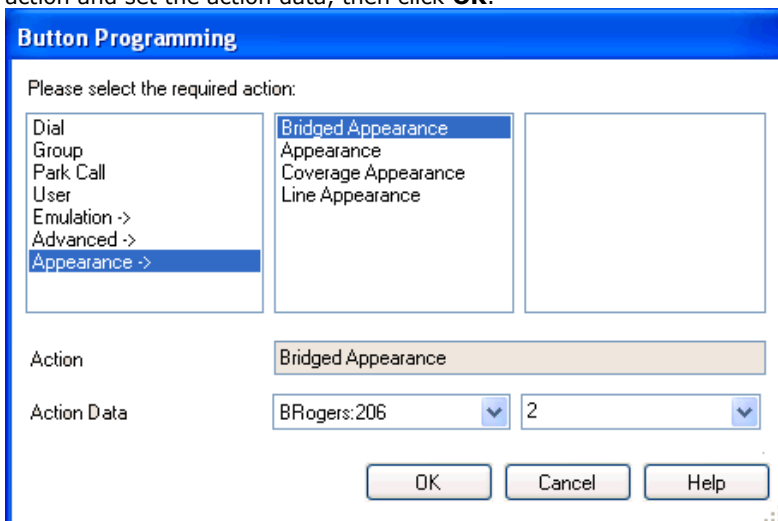 action and set the action data, then click OK.
Button Programming
Please select the required action:
Dial
Group
Park Call
User
Emulation ->
Advanced ->
Appearance ->
Bridged Appearance
Appearance
Coverage Appearance
Line Appearance
Action Bridged Appearance
Action Data BRogers:206 2
OK Cancel Help